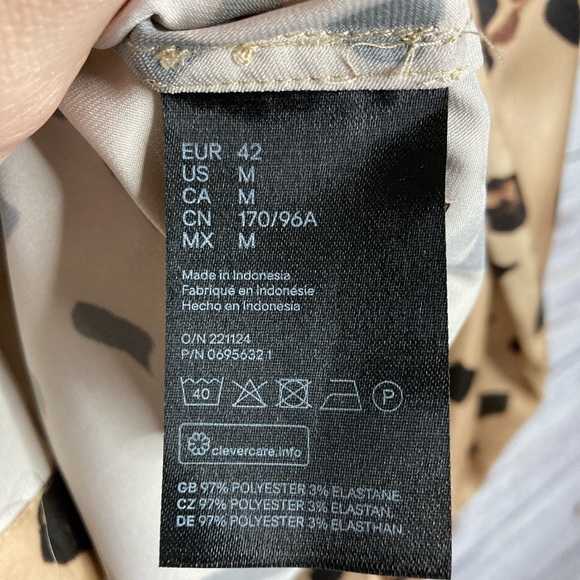 EUR 42
US M
CA M
CN 170/96A
MX M
Made in Indonesia
Fabriqué en Indonésie
Hecho en Indonesia
O/N 221124
P/N 0695632 1
40 P
clevercare.info
GB 97% POLYESTER 3% ELASTANE.
CZ 97% POLYESTER 3% ELASTAN.
DE 97% POLYESTER 3% ELASTHAN.